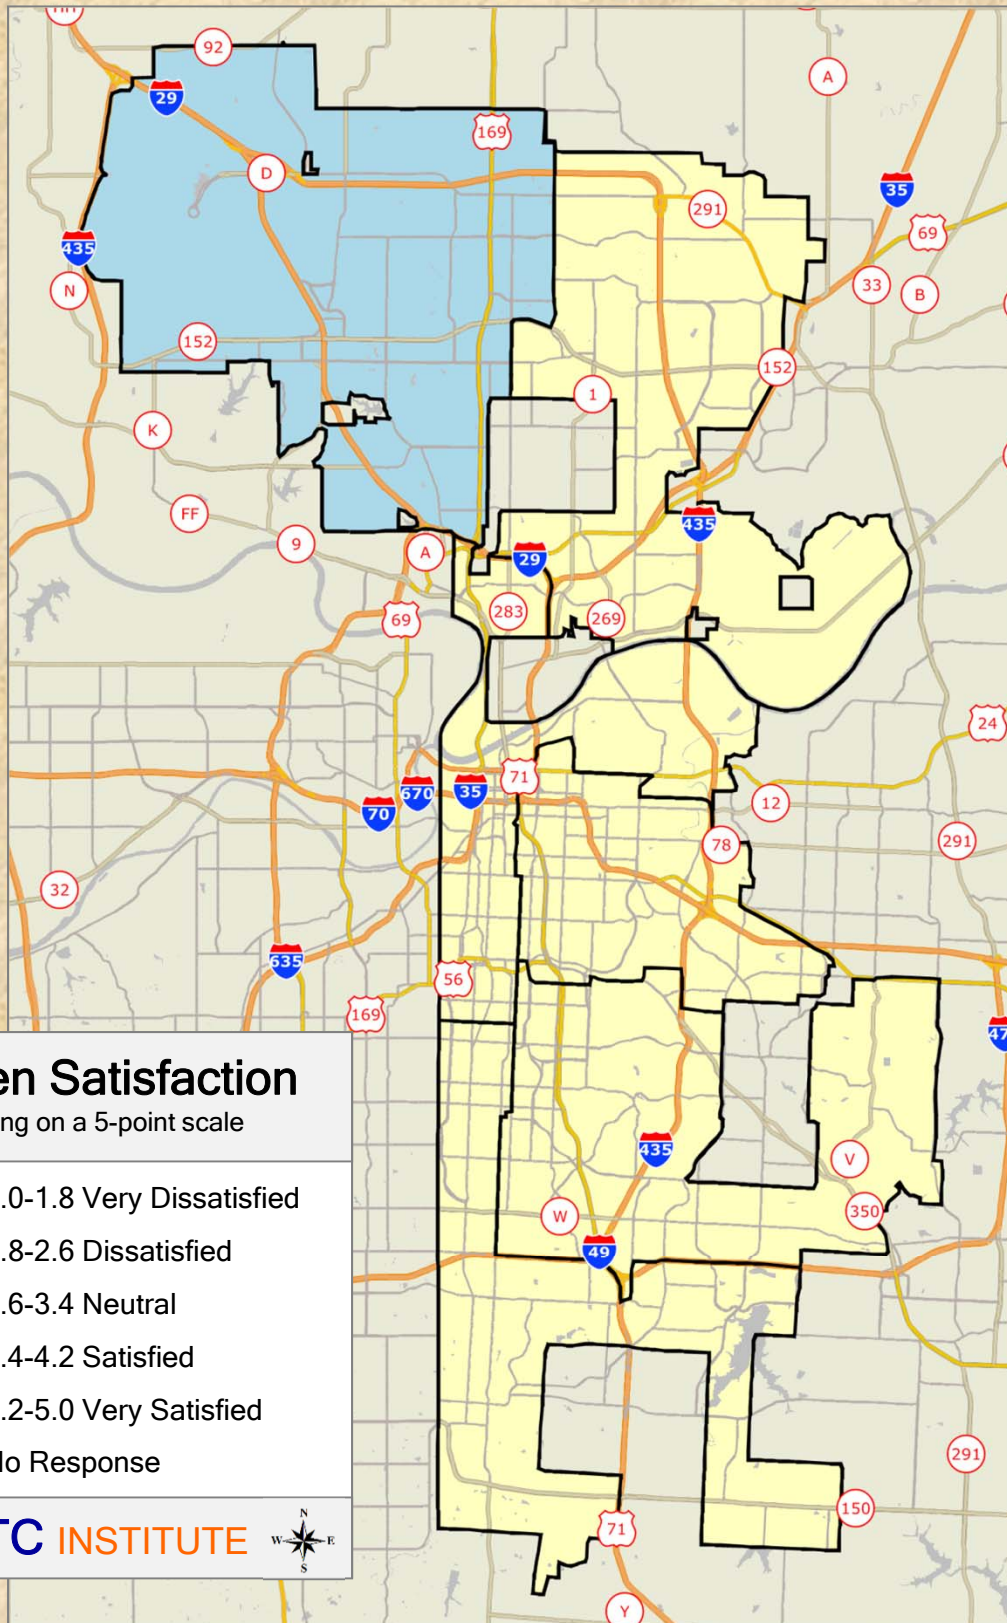 92
A
29
169
D
291
35
435
69
N
33
B
152
152
1
K
FF
435
9
A
29
283
269
69
24
71
670
35
70
12
78
291
32
635
56
169
47
en Satisfaction
ng on a 5-point scale
.0-1.8 Very Dissatisfied
.8-2.6 Dissatisfied
.6-3.4 Neutral
.4-4.2 Satisfied
.2-5.0 Very Satisfied
o Response
TC INSTITUTE
N
W E
S
435
V
W
350
49
291
150
71
Y